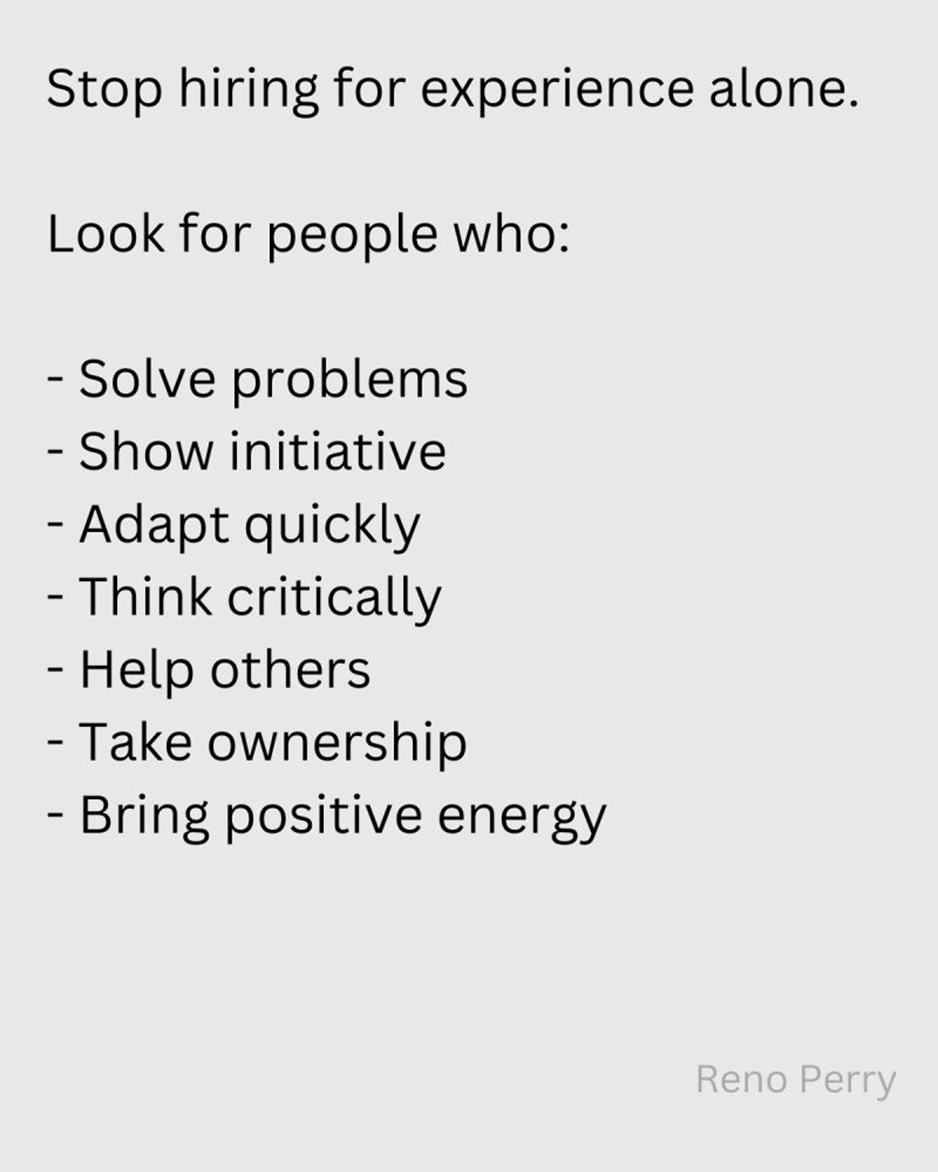 Stop hiring for experience alone.
Look for people who:
- Solve problems
- Show initiative
- Adapt quickly
- Think critically
- Help others
- Take ownership
- Bring positive energy
Reno Perry